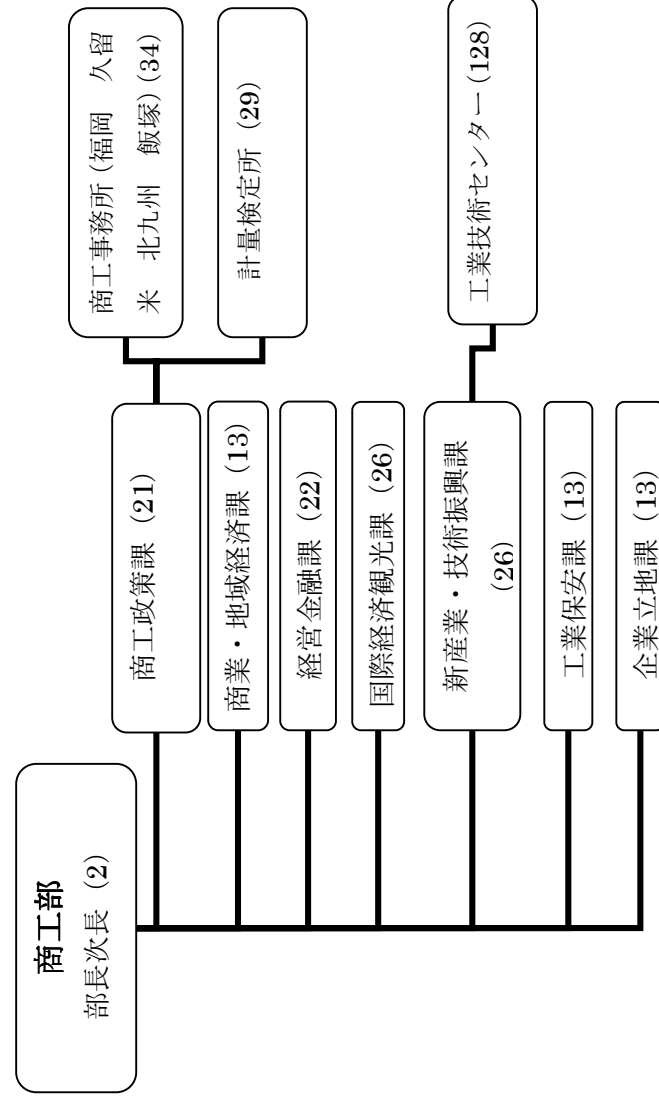 商工部
部長次長 (2)
商工政策課 (21)
商業・地域経済課 (13)
経営金融課 (22)
国際経済観光課 (26)
新産業・技術振興課
(26)
工業保安課 (13)
企業立地課 (13)
商工事務所 (福岡 久留
米 北九州 飯塚) (34)
計量検定所 (29)
工業技術センター (128)